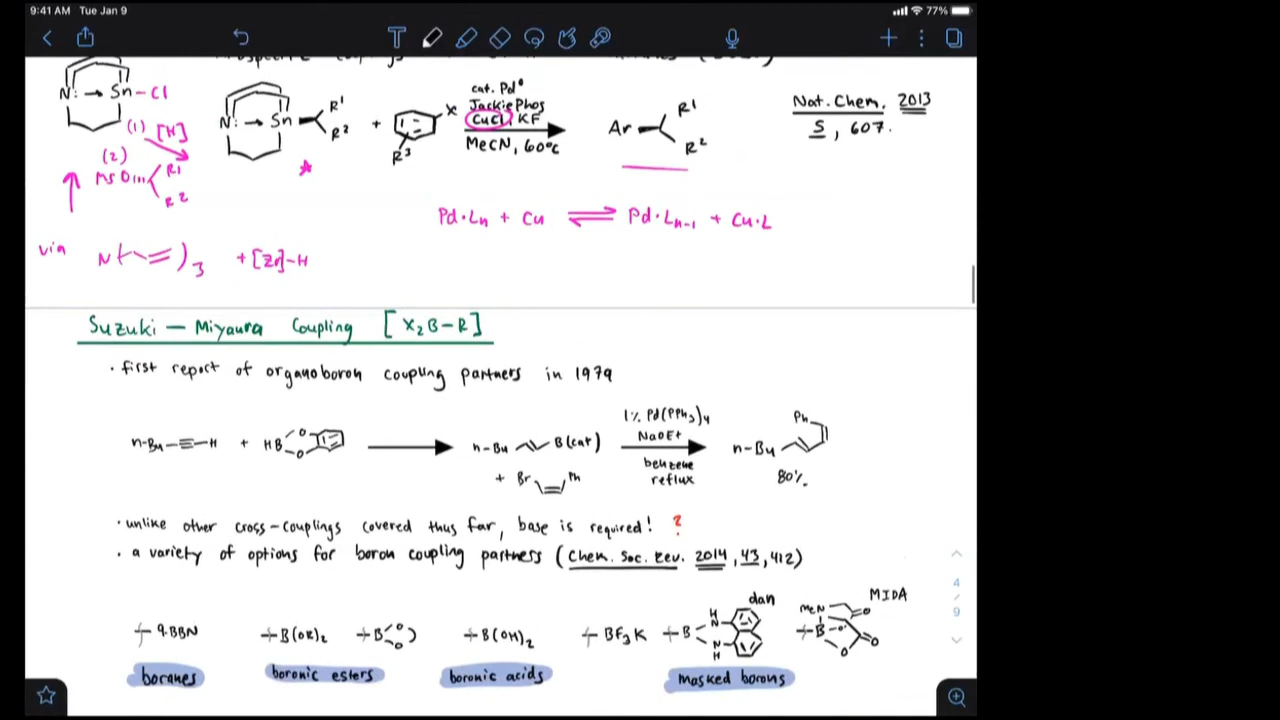 9:41 AM Tue Jan 9
77%
N: → Sn-Cl
(1) [H]
(2)
MsO R1
R2
via N( )3 + [Zr]-H
N: → Sn R1
R2
+ X
R3
cat. Pd⁰
JackiePhos
CuCl, KF
MeCN, 60°C
Ar R1
R2
Nat. Chem. 2013
5, 607.
Pd·Ln + Cu ⇌ Pd·Ln-1 + Cu·L
Suzuki – Miyaura Coupling [X2B-R]
· first report of organoboron coupling partners in 1979
n-Bu≡H + HB O O
n-Bu B(cat)
+ Br Ph
1% Pd(PPh3)4
NaOEt
benzene
reflux
Ph
n-Bu
80%
· unlike other cross-couplings covered thus far, base is required! ?
· a variety of options for boron coupling partners (Chem. Soc. Rev. 2014, 43, 412)
4
/
9
9-BBN
B(OR)2
B O O
B(OH)2
BF3K
B H N N H
dan
MeN B O O O
MIDA
boranes
boronic esters
boronic acids
masked borons